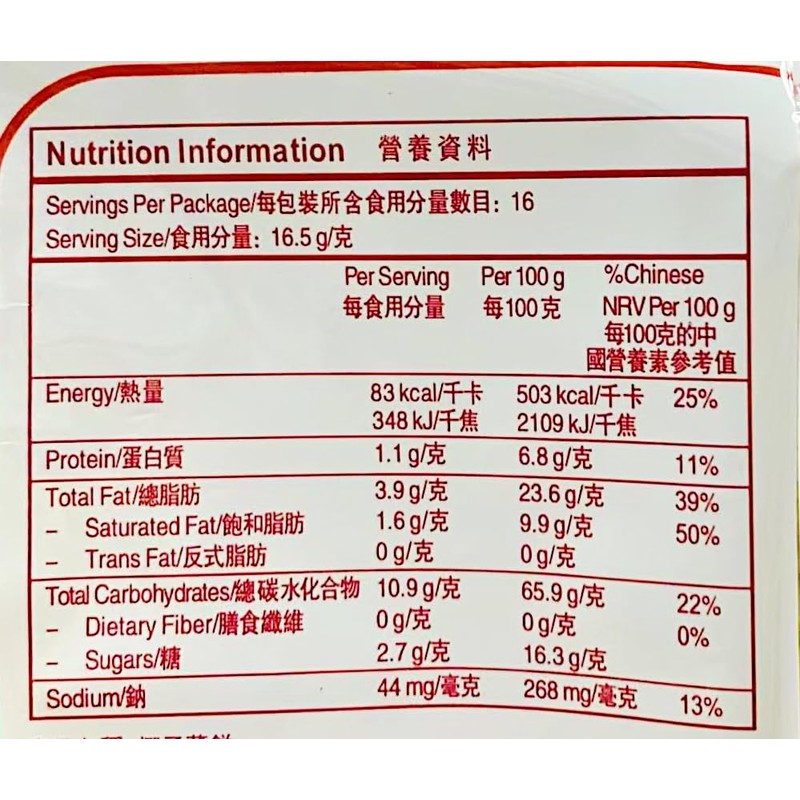 Nutrition Information 營養資料
Servings Per Package/每包裝所含食用分量數目: 16
Serving Size/食用分量: 16.5 g/克
Per Serving Per 100 g %Chinese
每食用分量 每100克 NRV Per 100 g
每100克的中
國營養素參考值
Energy/熱量 83 kcal/千卡 503 kcal/千卡 25%
348 kJ/千焦 2109 kJ/千焦
Protein/蛋白質 1.1 g/克 6.8 g/克 11%
Total Fat/總脂肪 3.9 g/克 23.6 g/克 39%
- Saturated Fat/飽和脂肪 1.6 g/克 9.9 g/克 50%
- Trans Fat/反式脂肪 0 g/克 0 g/克
Total Carbohydrates/總碳水化合物 10.9 g/克 65.9 g/克 22%
- Dietary Fiber/膳食纖維 0 g/克 0 g/克 0%
- Sugars/糖 2.7 g/克 16.3 g/克
Sodium/鈉 44 mg/毫克 268 mg/毫克 13%